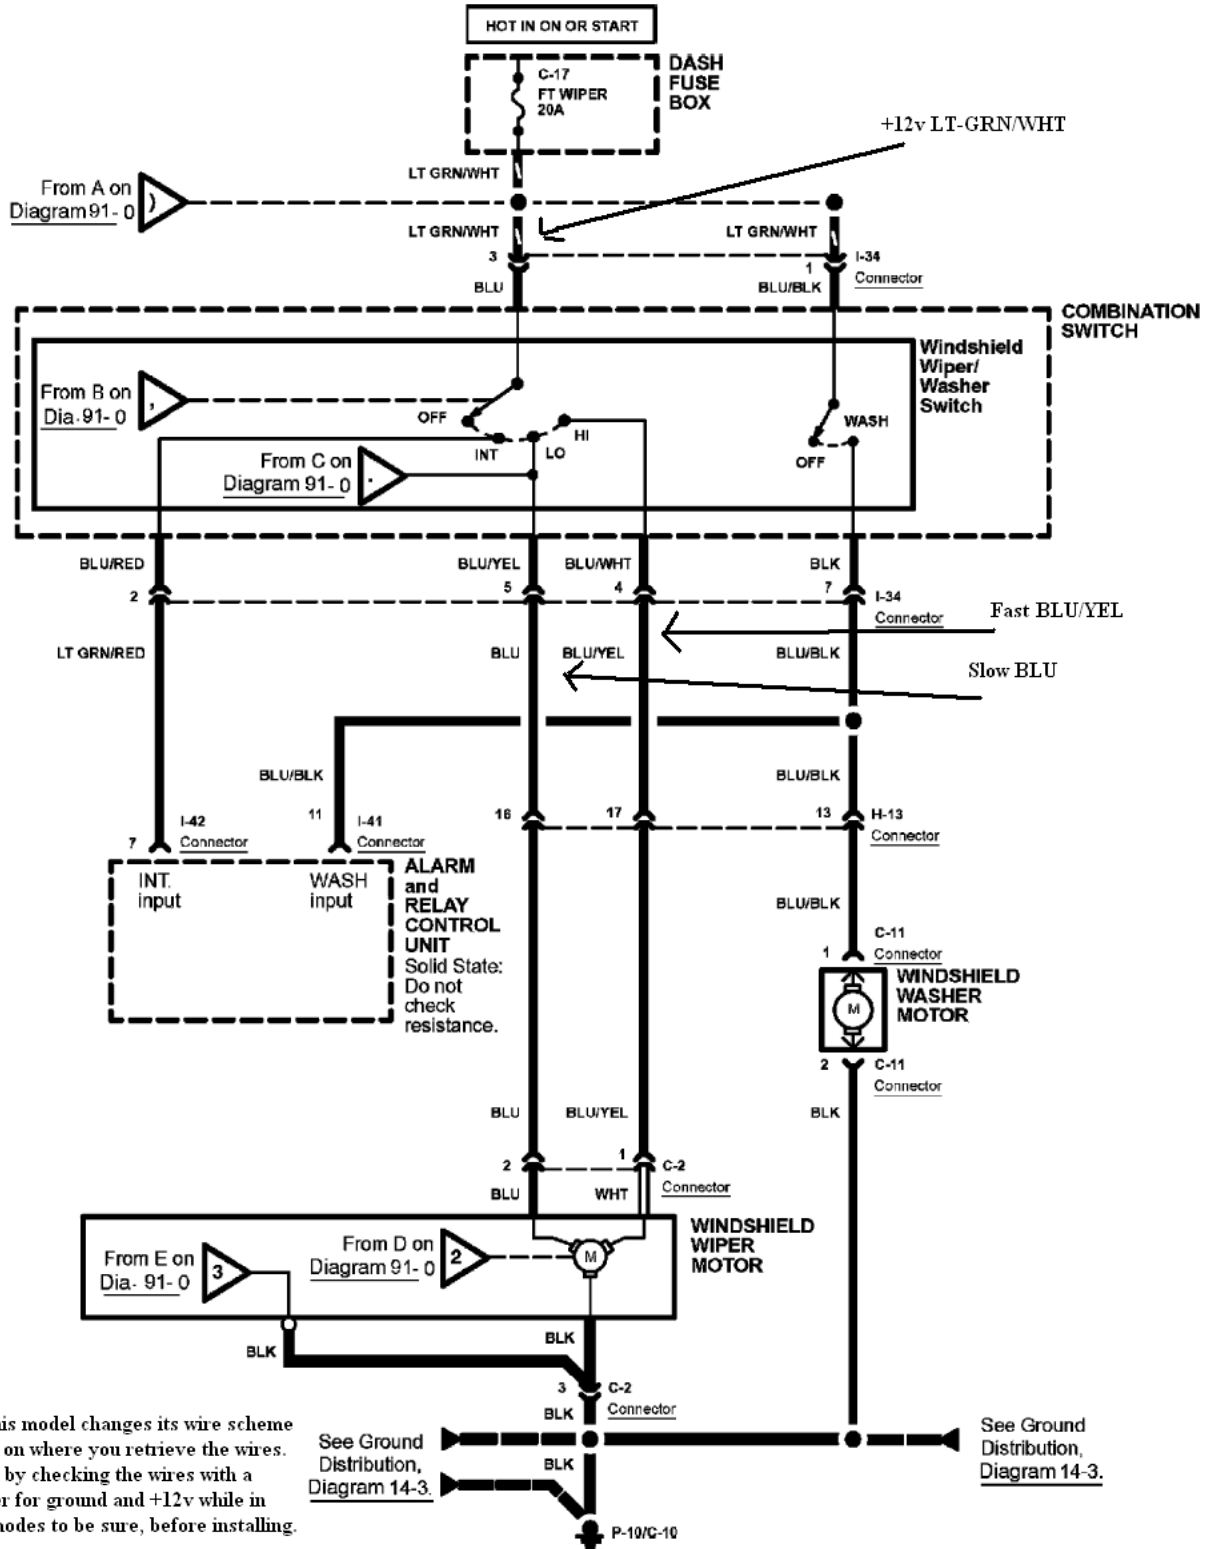 HOT IN ON OR START
C-17
FT WIPER
20A
DASH
FUSE
BOX
+12v LT-GRN/WHT
LT GRN/WHT
From A on
Diagram 91- 0
)
LT GRN/WHT
LT GRN/WHT
3
1
I-34
Connector
BLU
BLU/BLK
COMBINATION
SWITCH
Windshield
Wiper/
Washer
Switch
From B on
Dia. 91- 0
,
OFF
INT
LO
HI
WASH
OFF
From C on
Diagram 91- 0
.
BLU/RED
BLU/YEL
BLU/WHT
BLK
2
5
4
7
I-34
Connector
Fast BLU/YEL
LT GRN/RED
BLU
BLU/YEL
BLU/BLK
Slow BLU
BLU/BLK
BLU/BLK
11
16
17
13
H-13
Connector
7
I-42
Connector
I-41
Connector
INT.
input
WASH
input
ALARM
and
RELAY
CONTROL
UNIT
Solid State:
Do not
check
resistance.
BLU/BLK
C-11
1
Connector
WINDSHIELD
WASHER
MOTOR
M
2
C-11
Connector
BLU
BLU/YEL
BLK
2
1
C-2
Connector
BLU
WHT
WINDSHIELD
WIPER
MOTOR
From E on
Dia. 91- 0
3
From D on
Diagram 91- 0
2
M
BLK
BLK
3
C-2
Connector
BLK
BLK
See Ground
Distribution,
Diagram 14-3.
See Ground
Distribution,
Diagram 14-3.
P-10/C-10
his model changes its wire scheme
on where you retrieve the wires.
by checking the wires with a
er for ground and +12v while in
nodes to be sure, before installing.